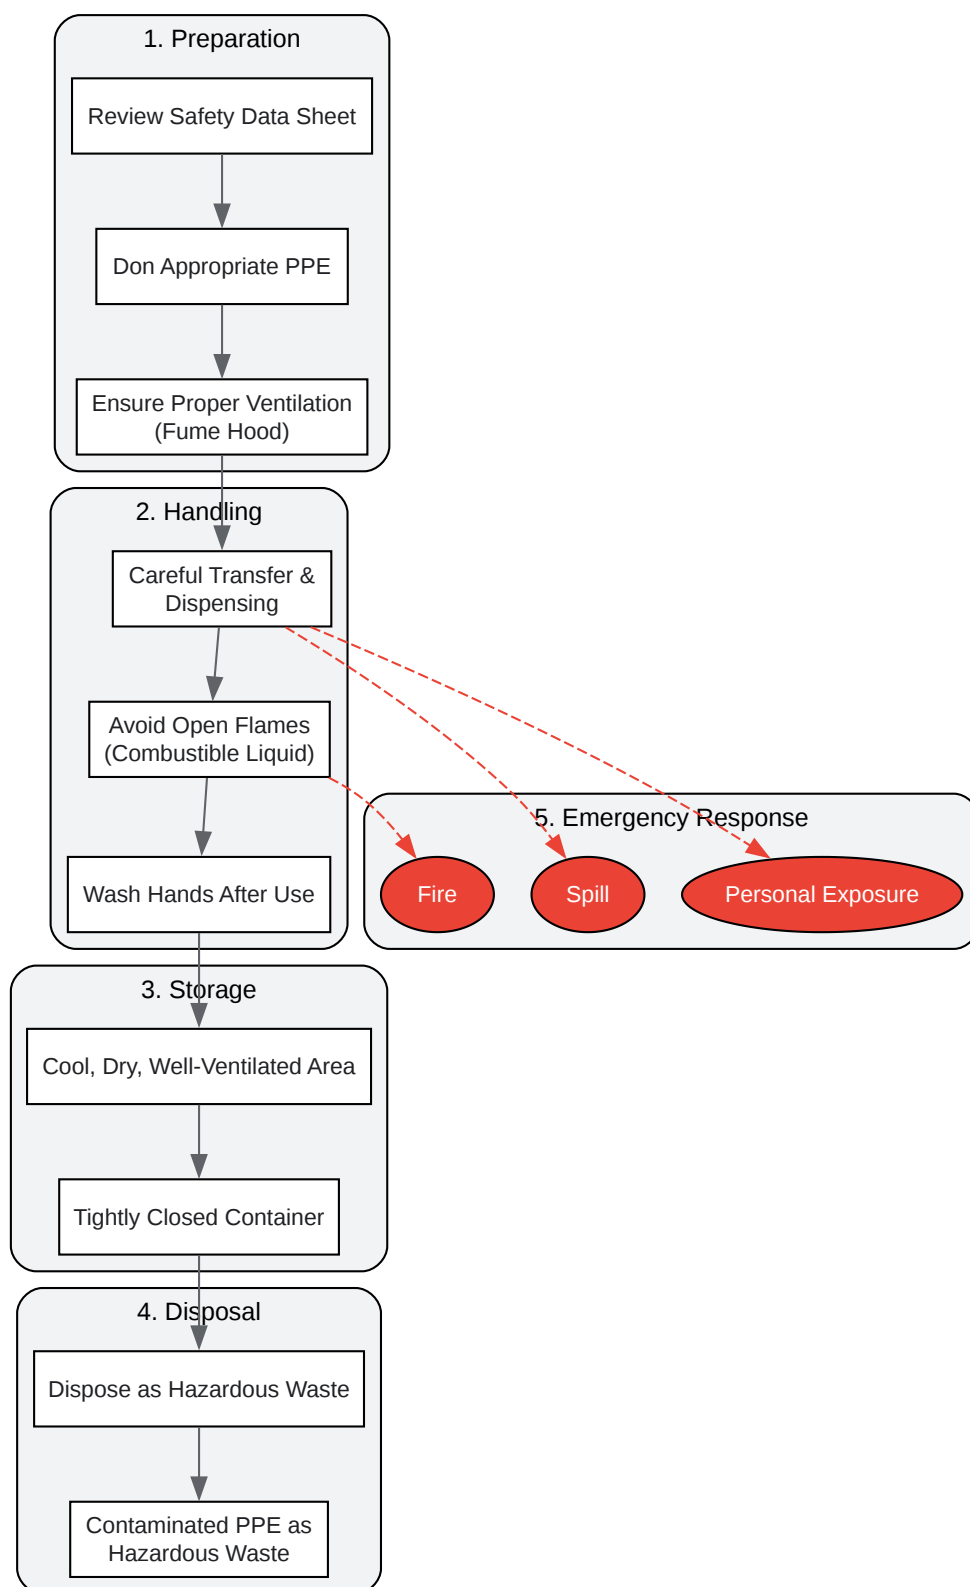 1. Preparation
Review Safety Data Sheet
Don Appropriate PPE
Ensure Proper Ventilation
(Fume Hood)
2. Handling
Careful Transfer &
Dispensing
Avoid Open Flames
(Combustible Liquid)
Wash Hands After Use
5. Emergency Response
Fire
Spill
Personal Exposure
3. Storage
Cool, Dry, Well-Ventilated Area
Tightly Closed Container
4. Disposal
Dispose as Hazardous Waste
Contaminated PPE as
Hazardous Waste